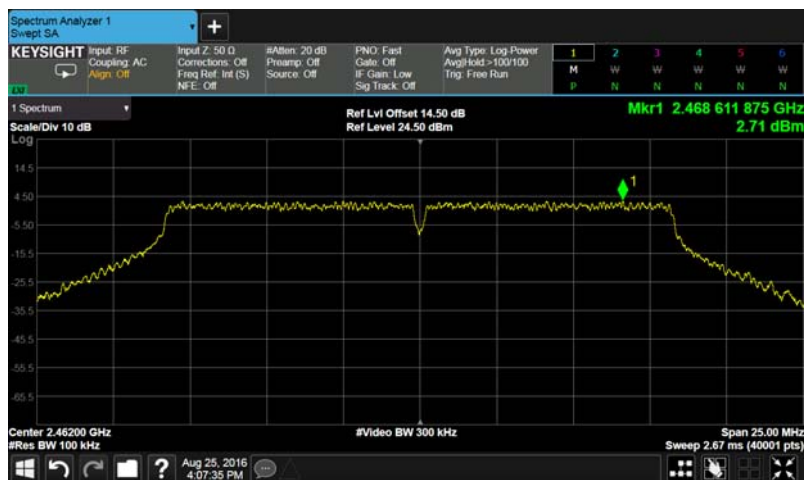 Spectrum Analyzer 1
Swept SA
+
KEYSIGHT Input: RF Input Z: 50 Ω #Atten: 20 dB PNO: Fast Avg Type: Log-Power 1 2 3 4 5 6
Coupling: AC Corrections: Off Preamp: Off Gate: Off Avg|Hold:>100/100 M W W W W W
Align: Off Freq Ref: Int (S) Source: Off IF Gain: Low Trig: Free Run
LXI NFE: Off Sig Track: Off P N N N N N
1 Spectrum Ref Lvl Offset 14.50 dB Mkr1 2.468 611 875 GHz
Scale/Div 10 dB Ref Level 24.50 dBm 2.71 dBm
Log
14.5
4.50
1
-5.50
-15.5
-25.5
-35.5
-45.5
-55.5
-65.5
Center 2.46200 GHz #Video BW 300 kHz Span 25.00 MHz
#Res BW 100 kHz Sweep 2.67 ms (40001 pts)
? Aug 25, 2016
4:07:35 PM